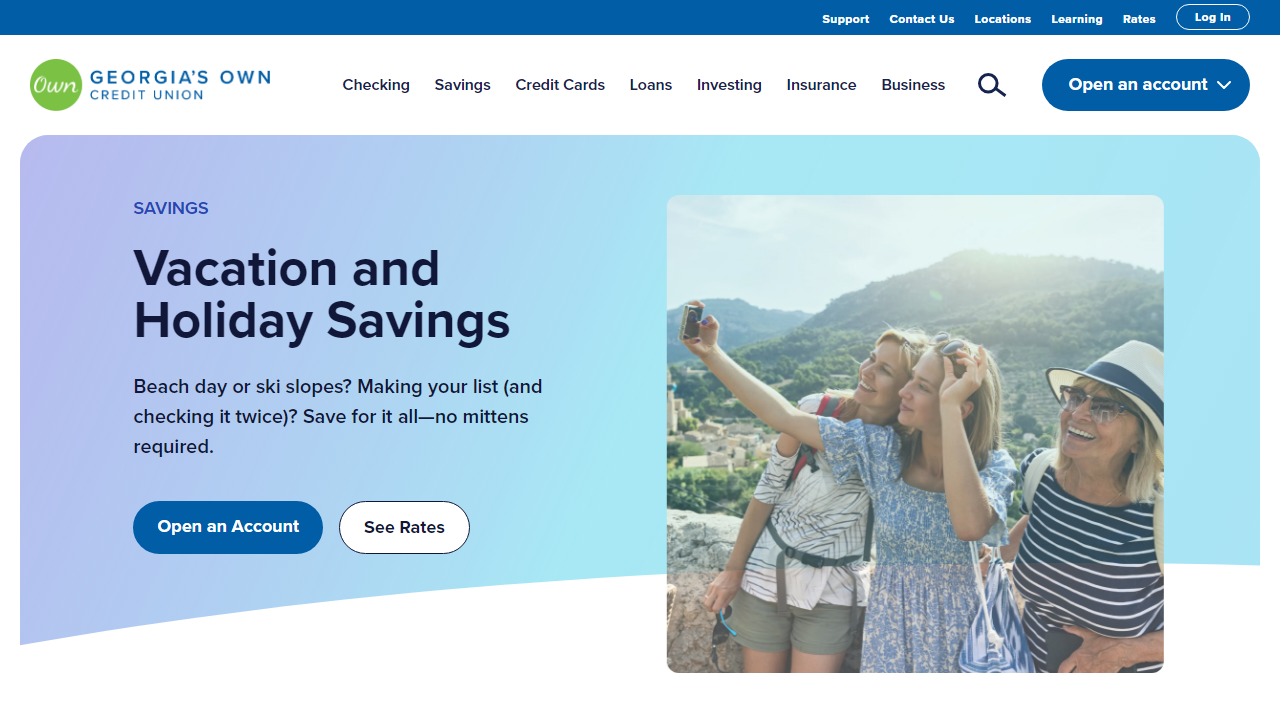 Support Contact Us Locations Learning Rates Log In
Own GEORGIA'S OWN
CREDIT UNION
Checking Savings Credit Cards Loans Investing Insurance Business
Open an account
SAVINGS
Vacation and
Holiday Savings
Beach day or ski slopes? Making your list (and
checking it twice)? Save for it all—no mittens
required.
Open an Account
See Rates